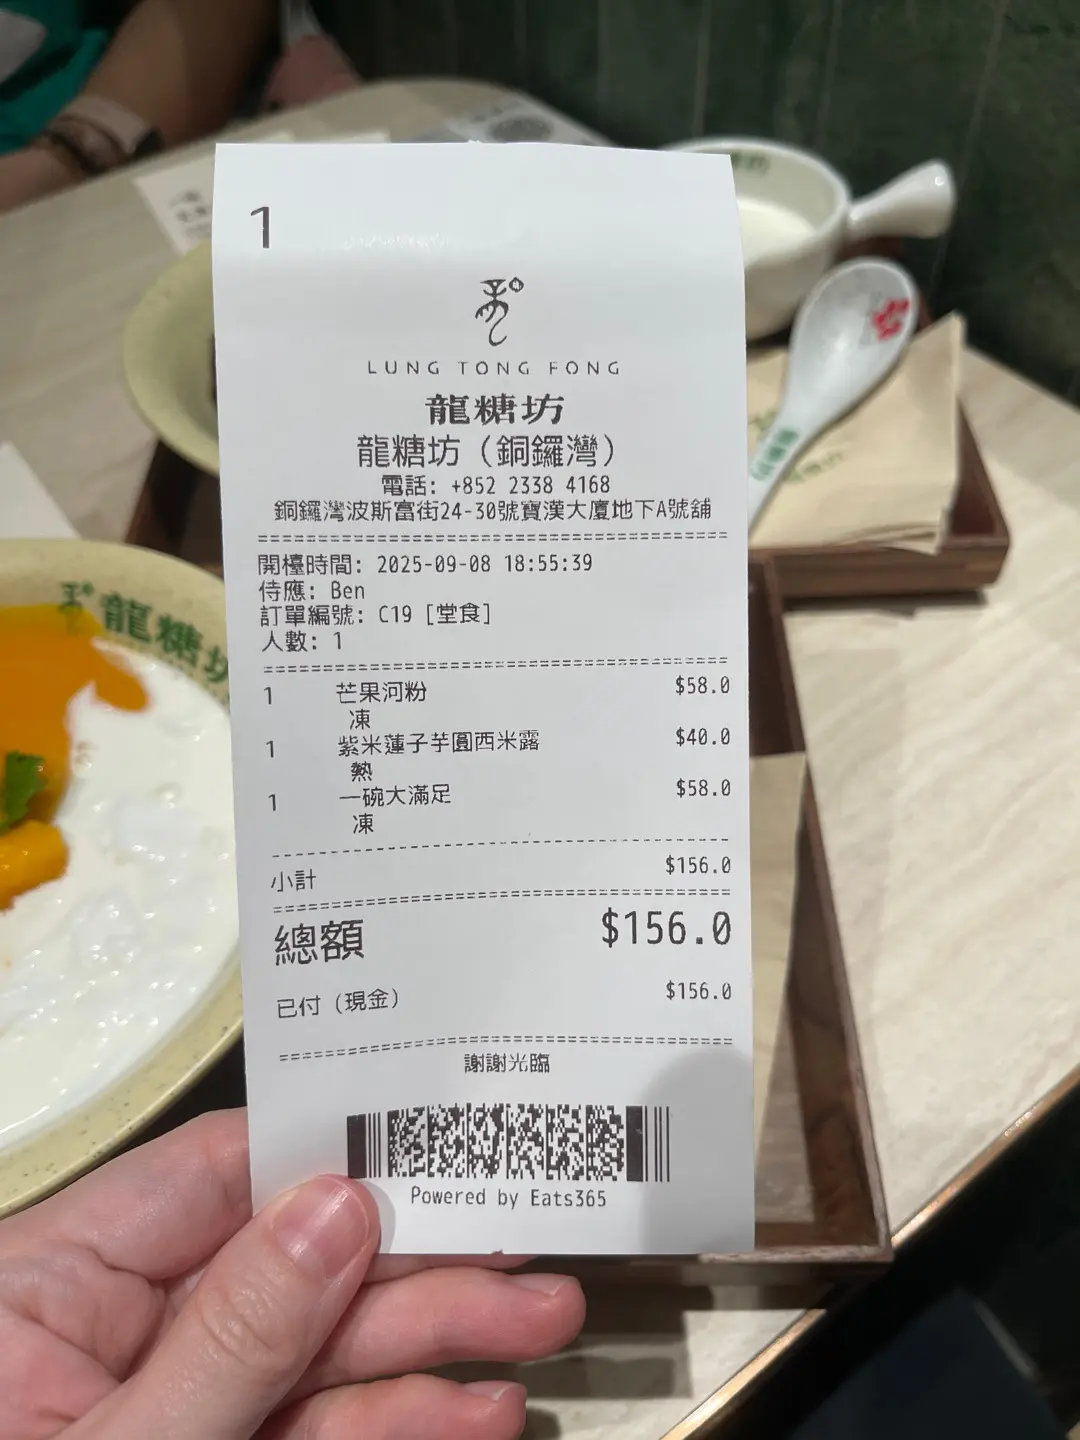 1
LUNG TONG FONG
龍糖坊
龍糖坊（銅鑼灣）
電話: +852 2338 4168
銅鑼灣波斯富街24-30號寶漢大廈地下A號舖
開檯時間: 2025-09-08 18:55:39
侍應: Ben
訂單編號: C19 [堂食]
人數: 1
1 芒果河粉 $58.0
凍
1 紫米蓮子芋圓西米露 $40.0
熱
1 一碗大滿足 $58.0
凍
小計 $156.0
總額 $156.0
已付（現金） $156.0
謝謝光臨
Powered by Eats365
龍糖坊